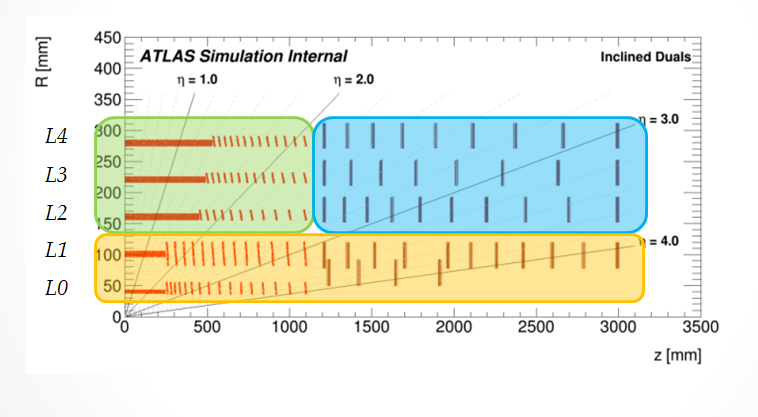 R [mm]
450
400
350
300
250
200
150
100
50
0
ATLAS Simulation Internal
Inclined Duals
η = 1.0
η = 2.0
η = 3.0
η = 4.0
L4
L3
L2
L1
L0
0
500
1000
1500
2000
2500
3000
3500
z [mm]